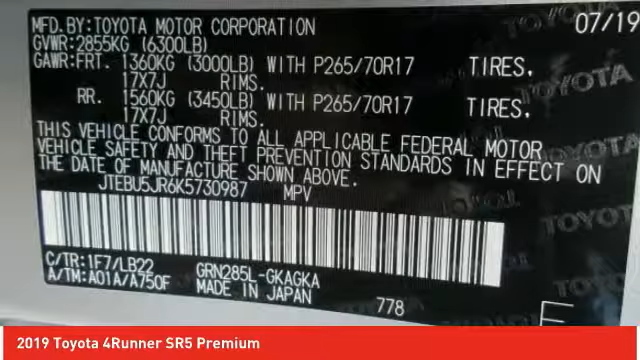 MFD.BY:TOYOTA MOTOR CORPORATION 07/19
GVWR:2855KG (6300LB)
GAWR:FRT. 1360KG (3000LB) WITH P265/70R17 TIRES,
17X7J RIMS.
RR. 1560KG (3450LB) WITH P265/70R17 TIRES,
17X7J RIMS.
THIS VEHICLE CONFORMS TO ALL APPLICABLE FEDERAL MOTOR
VEHICLE SAFETY AND THEFT PREVENTION STANDARDS IN EFFECT ON
THE DATE OF MANUFACTURE SHOWN ABOVE.
JTEBU5JR6K5730987 MPV
C/TR:1F7/LB22 GRN285L-GKAGKA
A/TM:A01A/A750F MADE IN JAPAN 778
TOYOTA
TOYOTA
TOYOTA
2019 Toyota 4Runner SR5 Premium